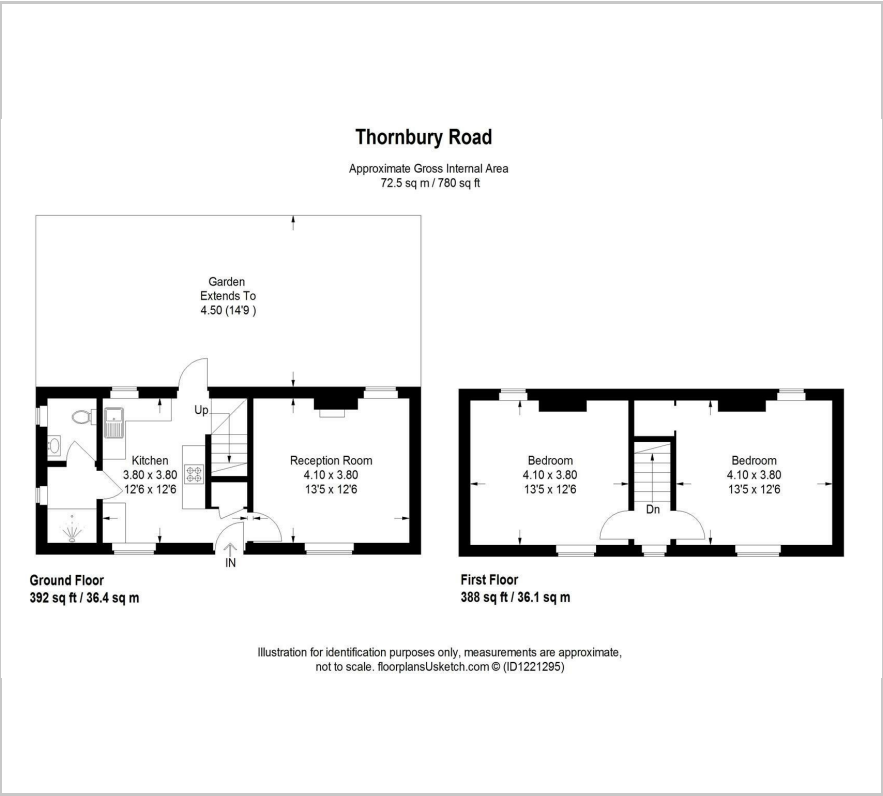 Thornbury Road
Approximate Gross Internal Area
72.5 sq m / 780 sq ft
Garden
Extends To
4.50 (14'9 )
Up
Kitchen
3.80 x 3.80
12'6 x 12'6
Reception Room
4.10 x 3.80
13'5 x 12'6
IN
Ground Floor
392 sq ft / 36.4 sq m
Bedroom
4.10 x 3.80
13'5 x 12'6
Dn
Bedroom
4.10 x 3.80
13'5 x 12'6
First Floor
388 sq ft / 36.1 sq m
Illustration for identification purposes only, measurements are approximate,
not to scale. floorplansUsketch.com © (ID1221295)